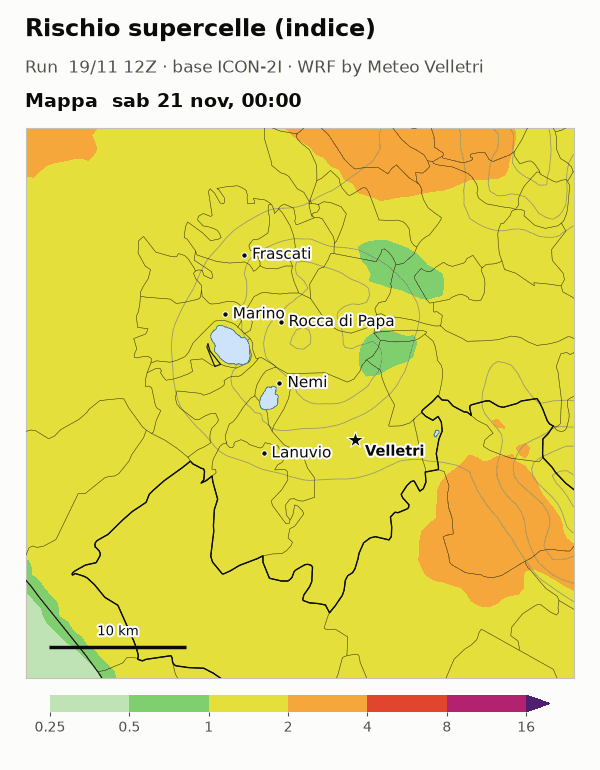 Rischio supercelle (indice)
Run  19/11 12Z · base ICON-2I · WRF by Meteo Velletri
Mappa  sab 21 nov, 00:00
Frascati
Marino
Rocca di Papa
Nemi
Velletri
Lanuvio
10 km
0.25 0.5 1 2 4 8 16